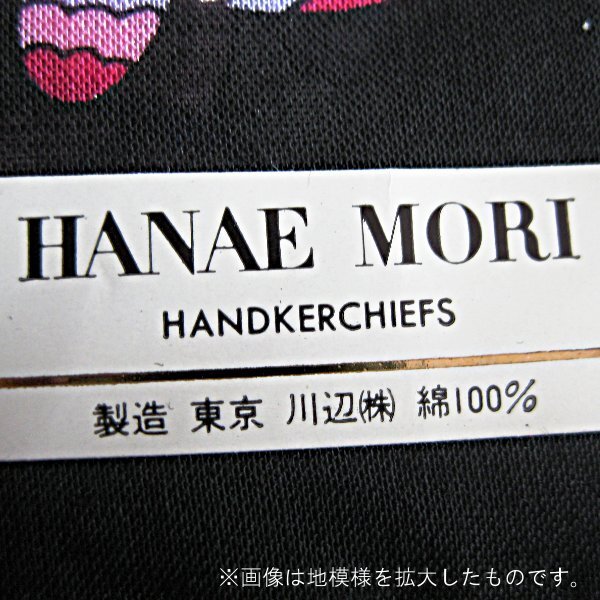 HANAE MORI
HANDKERCHIEFS
製造 東京 川辺㈱ 綿100%
※画像は地模様を拡大したものです。